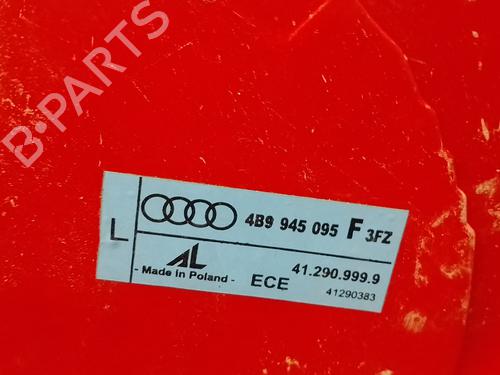 B-PARTS
L
4B9 945 095 F 3FZ
AL
41.290.999.9
- Made in Poland -
ECE
41290383